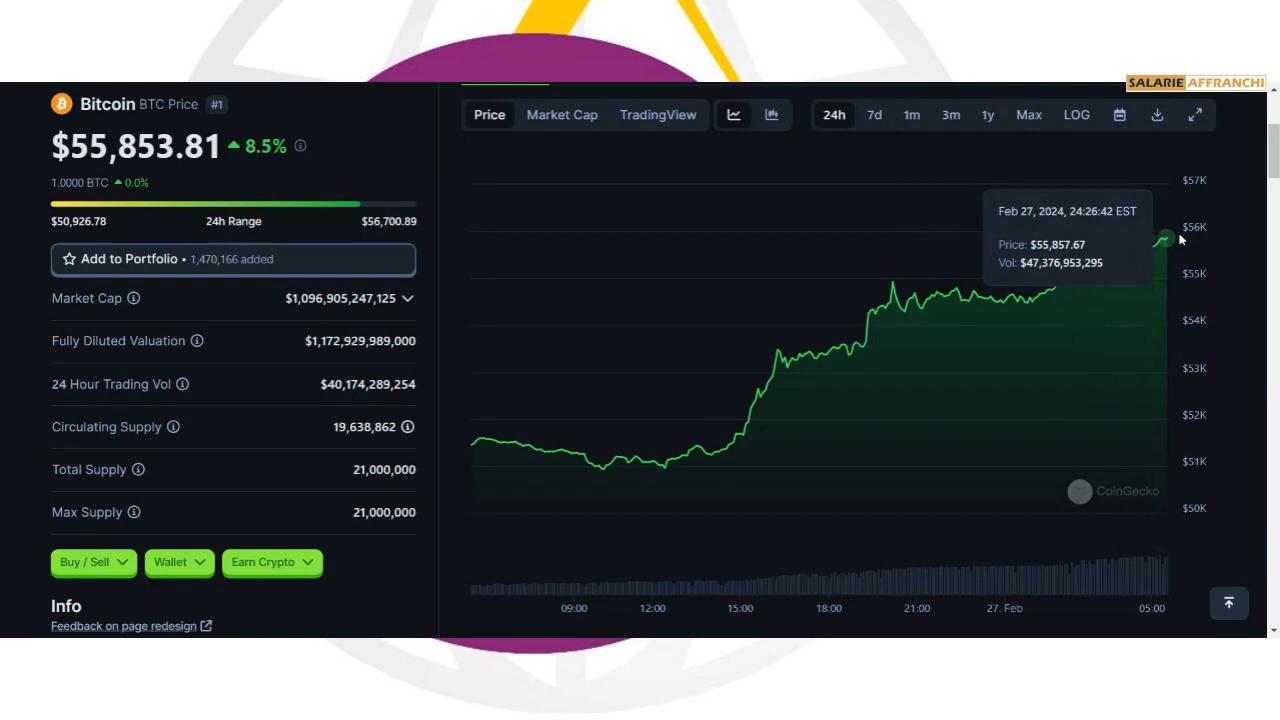 SALARIE AFFRANCHI
Bitcoin BTC Price #1
$55,853.81 8.5%
1.0000 BTC 0.0%
$50,926.78 24h Range $56,700.89
Add to Portfolio • 1,470,166 added
Market Cap $1,096,905,247,125
Fully Diluted Valuation $1,172,929,989,000
24 Hour Trading Vol $40,174,289,254
Circulating Supply 19,638,862
Total Supply 21,000,000
Max Supply 21,000,000
Buy / Sell Wallet Earn Crypto
Info
Feedback on page redesign
Price Market Cap TradingView 24h 7d 1m 3m 1y Max LOG
Feb 27, 2024, 24:26:42 EST
Price: $55,857.67
Vol: $47,376,953,295
$57K
$56K
$55K
$54K
$53K
$52K
$51K
$50K
CoinGecko
09:00 12:00 15:00 18:00 21:00 27. Feb 05:00